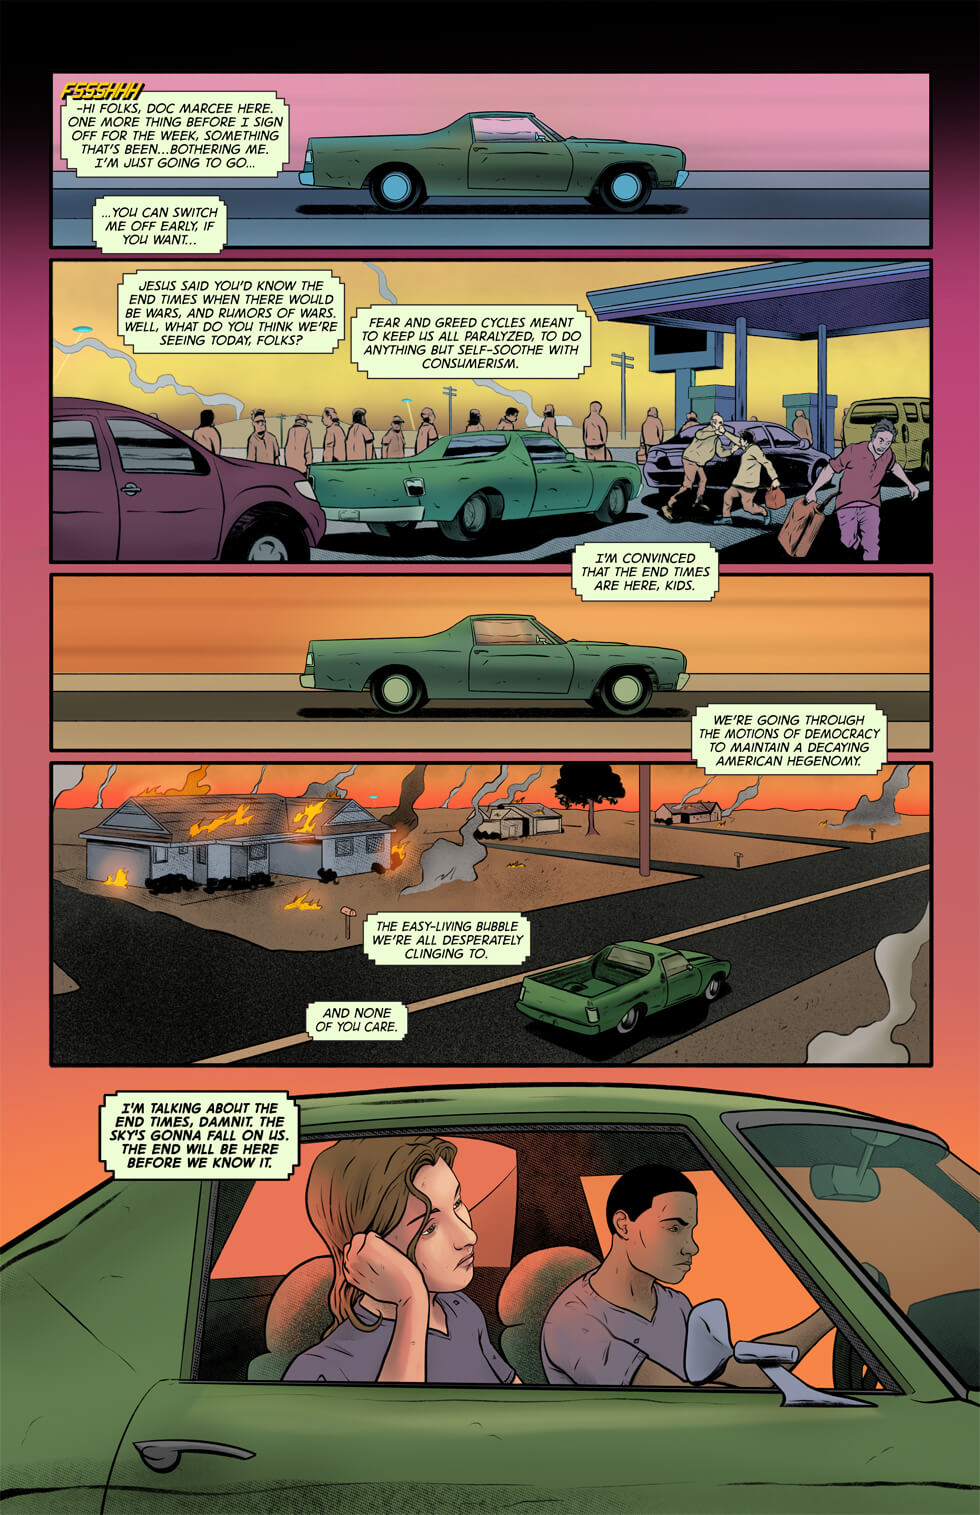 FSSSHHH
-HI FOLKS, DOC MARCEE HERE.
ONE MORE THING BEFORE I SIGN
OFF FOR THE WEEK, SOMETHING
THAT'S BEEN...BOTHERING ME.
I'M JUST GOING TO GO...
...YOU CAN SWITCH
ME OFF EARLY, IF
YOU WANT...
JESUS SAID YOU'D KNOW THE
END TIMES WHEN THERE WOULD
BE WARS, AND RUMORS OF WARS.
WELL, WHAT DO YOU THINK WE'RE
SEEING TODAY, FOLKS?
FEAR AND GREED CYCLES MEANT
TO KEEP US ALL PARALYZED, TO DO
ANYTHING BUT SELF-SOOTHE WITH
CONSUMERISM.
I'M CONVINCED
THAT THE END TIMES
ARE HERE, KIDS.
WE'RE GOING THROUGH
THE MOTIONS OF DEMOCRACY
TO MAINTAIN A DECAYING
AMERICAN HEGENOMY.
THE EASY-LIVING BUBBLE
WE'RE ALL DESPERATELY
CLINGING TO.
AND NONE
OF YOU CARE.
I'M TALKING ABOUT THE
END TIMES, DAMNIT. THE
SKY'S GONNA FALL ON US.
THE END WILL BE HERE
BEFORE WE KNOW IT.